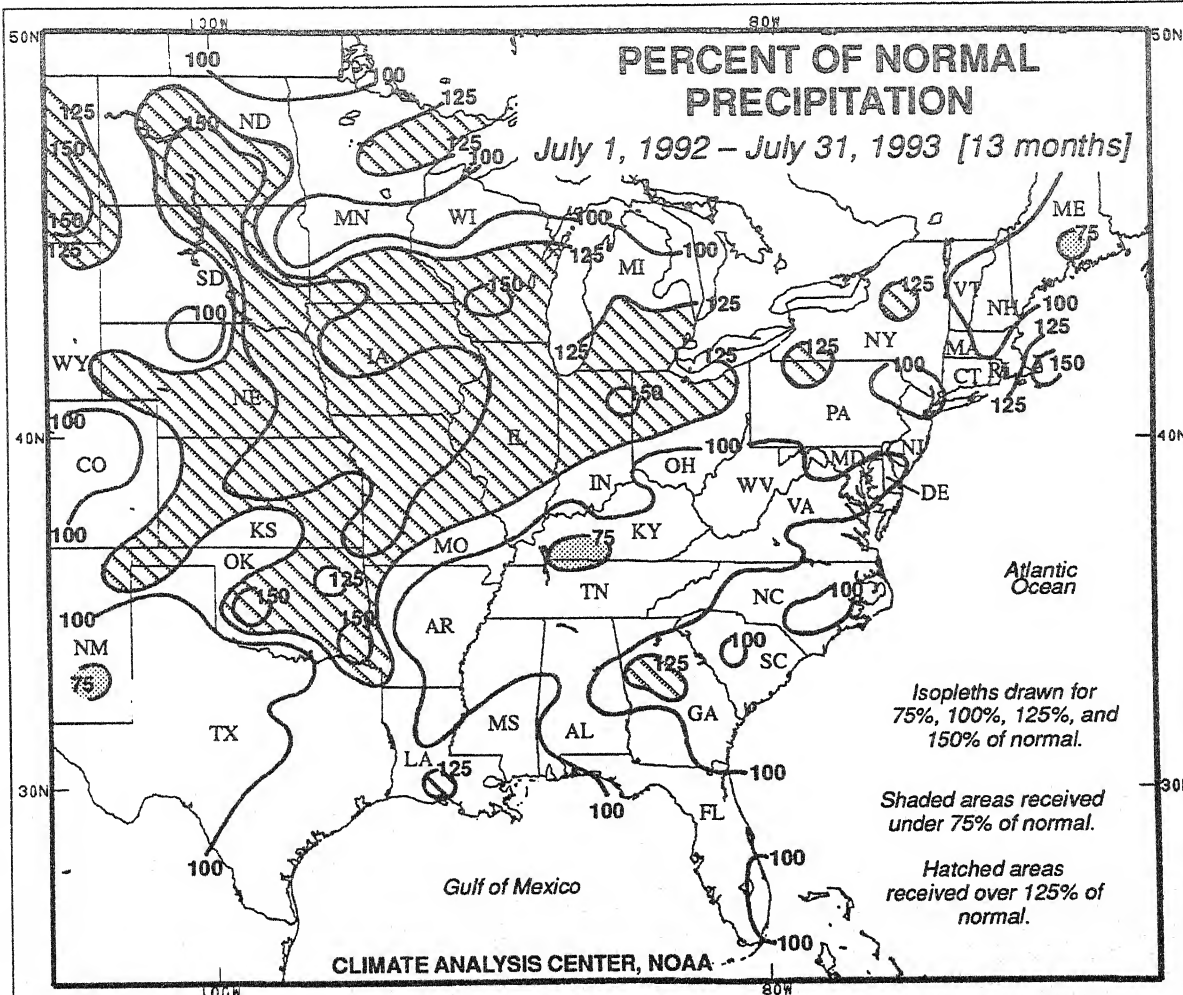 100W 80W
50N 50N
PERCENT OF NORMAL
PRECIPITATION
July 1, 1992 – July 31, 1993 [13 months]
100
100
125
125
150
ND
125
125
100
150
150
125
MN
WI
100
100
125
ME
75
SD
MI
150
VT
NH
100
125
125
100
125
NY
MA
125
150
WY
IA
125
125
100
CT
RI
125
NE
150
PA
40N 40N
100
CO
IL
100
OH
IN
WV
MD
NJ
DE
VA
100
KS
MO
75
KY
OK
125
TN
NC
100
Atlantic
Ocean
100
150
150
AR
NM
75
100
SC
125
Isopleths drawn for
75%, 100%, 125%, and
150% of normal.
TX
MS
AL
GA
LA
125
100
30N 30N
100
FL
Shaded areas received
under 75% of normal.
100
100
Gulf of Mexico
Hatched areas
received over 125% of
normal.
100
CLIMATE ANALYSIS CENTER, NOAA
100W 80W